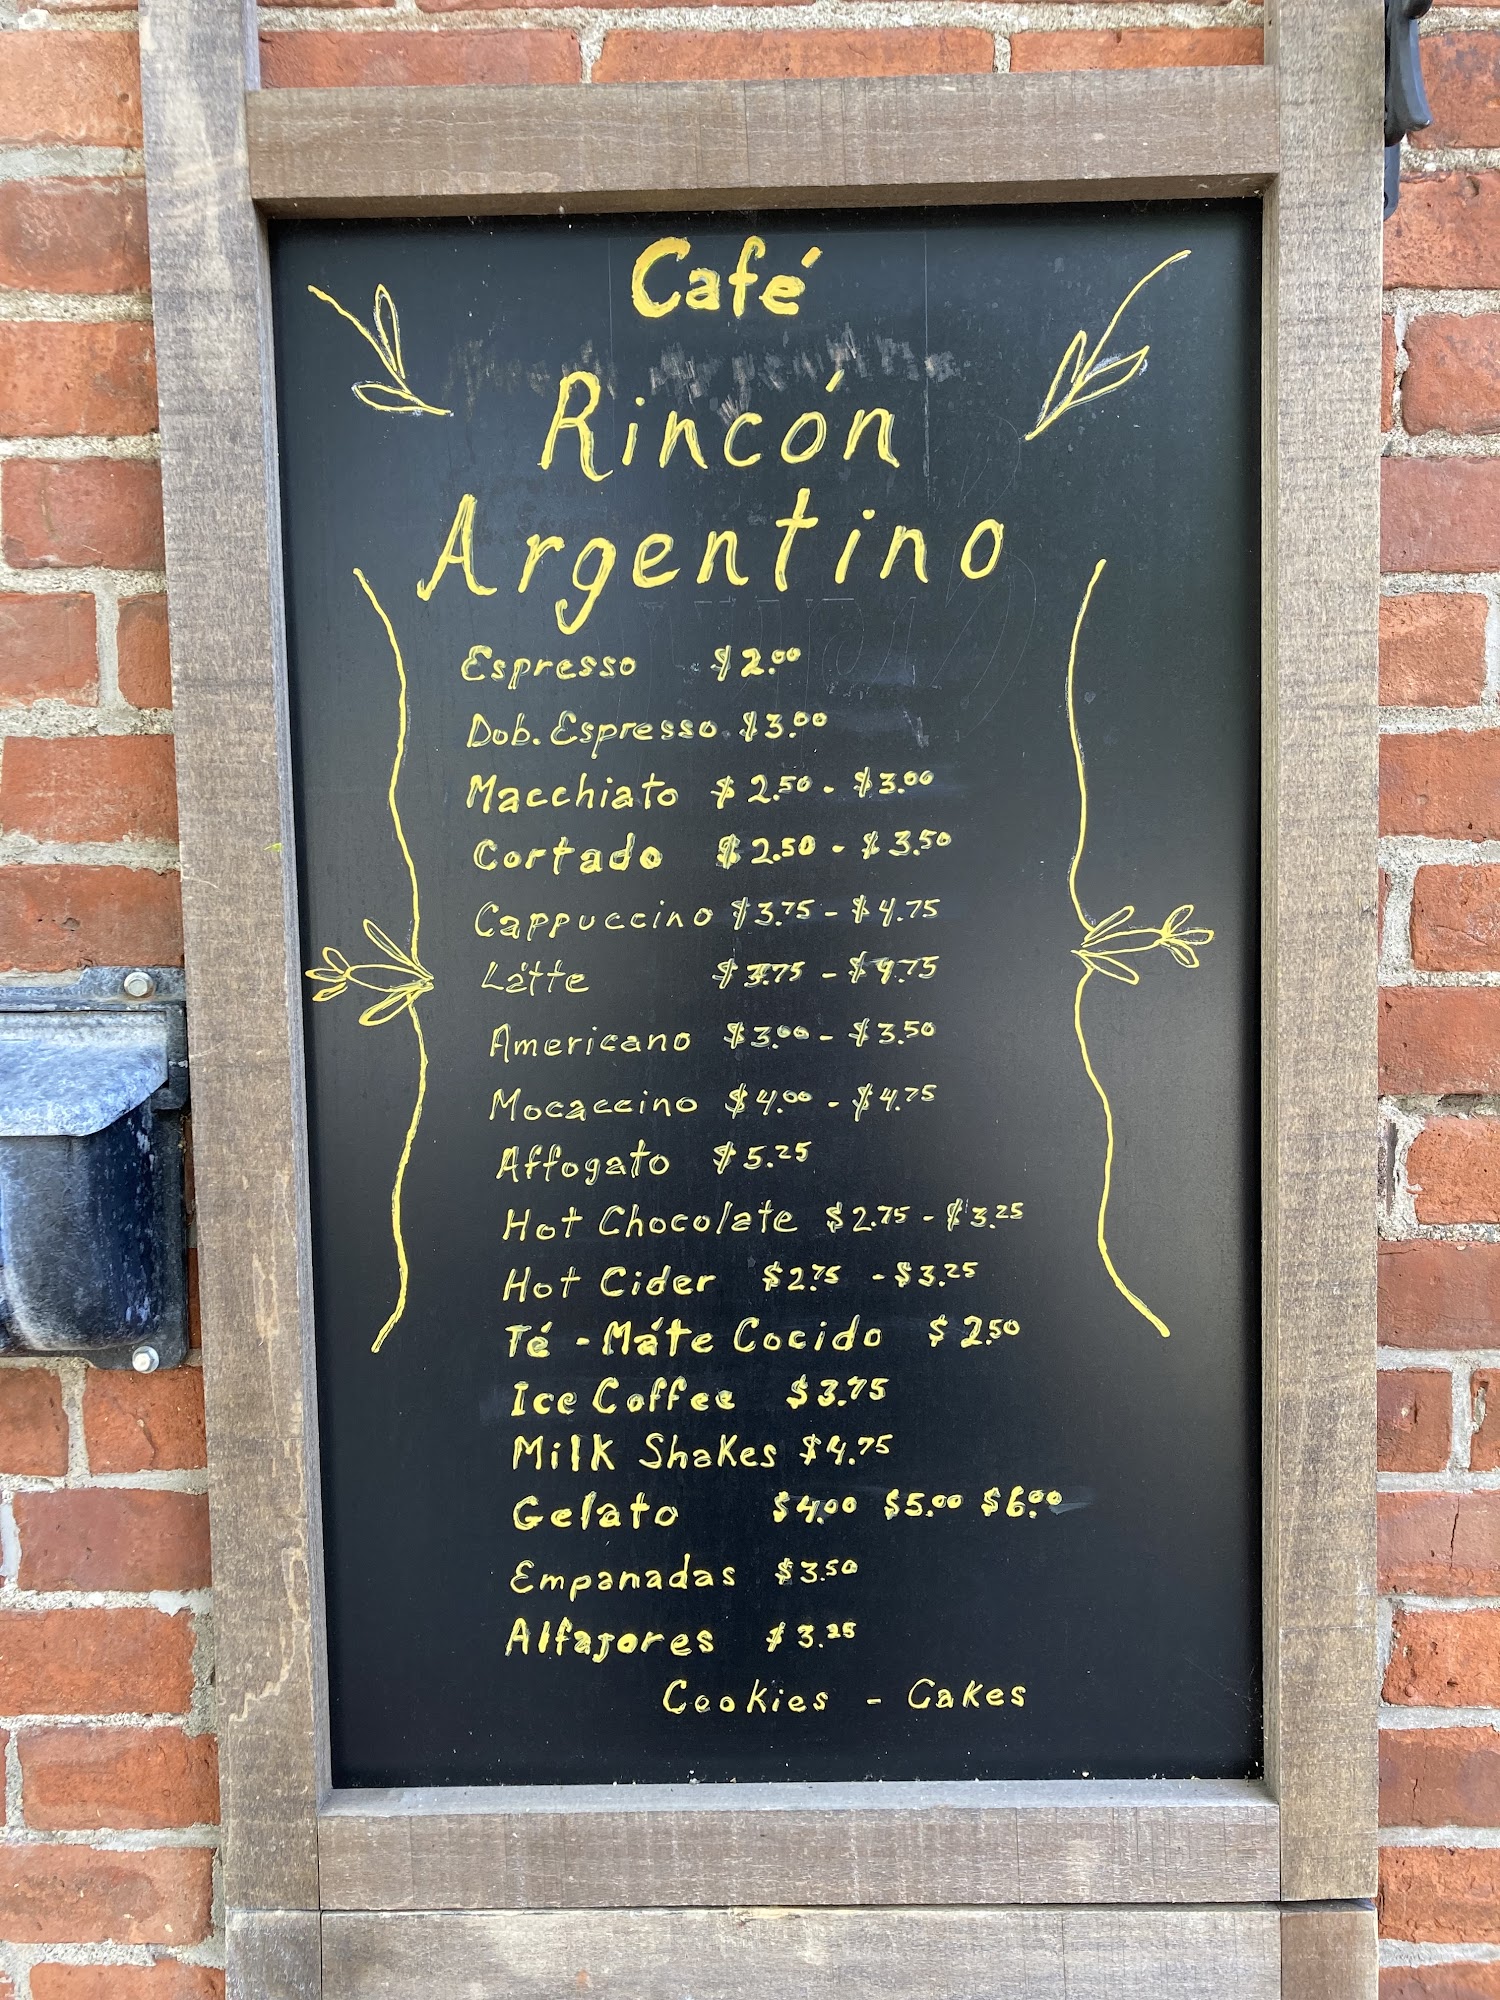 Café
Rincón
Argentino
Espresso $2.00
Dob. Espresso $3.00
Macchiato $2.50 - $3.00
Cortado $2.50 - $3.50
Cappuccino $3.75 - $4.75
Látte $3.75 - $4.75
Americano $3.00 - $3.50
Mocaccino $4.00 - $4.75
Affogato $5.25
Hot Chocolate $2.75 - $3.25
Hot Cider $2.75 - $3.25
Té - Máte Cocido $2.50
Ice Coffee $3.75
Milk Shakes $4.75
Gelato $4.00 $5.00 $6.00
Empanadas $3.50
Alfajores $3.25
Cookies - Cakes